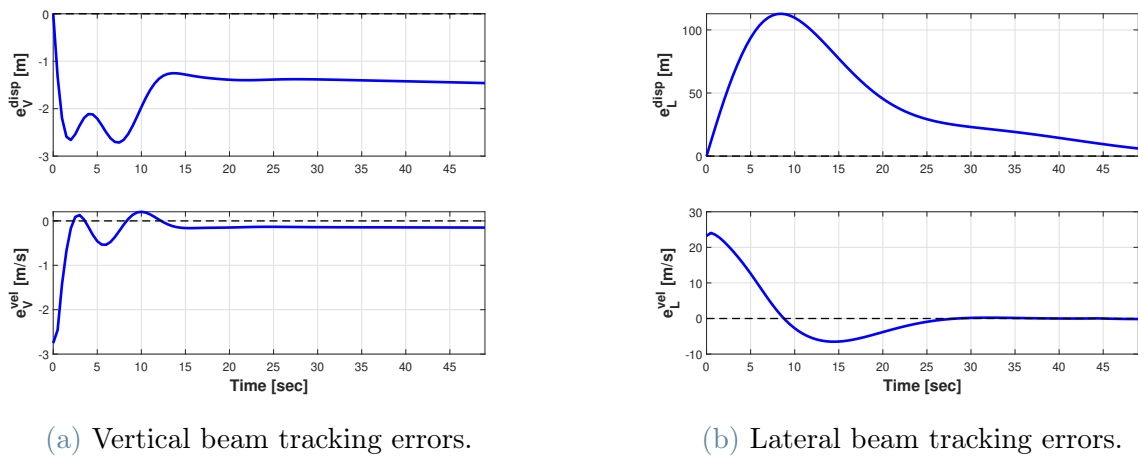 0
-1
-2
-3
e_V^disp [m]
0 5 10 15 20 25 30 35 40 45
0
-1
-2
-3
e_V^vel [m/s]
0 5 10 15 20 25 30 35 40 45
Time [sec]
(a) Vertical beam tracking errors.
100
50
0
e_L^disp [m]
0 5 10 15 20 25 30 35 40 45
30
20
10
0
-10
e_L^vel [m/s]
0 5 10 15 20 25 30 35 40 45
Time [sec]
(b) Lateral beam tracking errors.